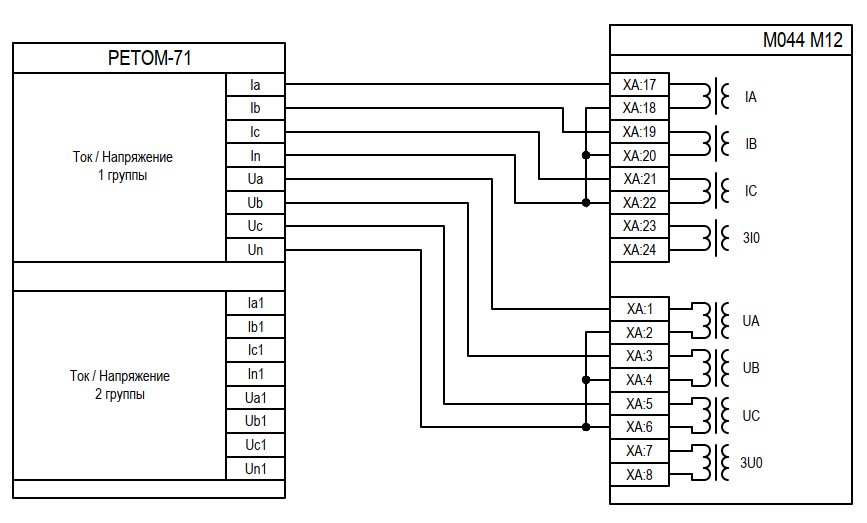 РЕТОМ-71
Ток / Напряжение
1 группы
Ia
Ib
Ic
In
Ua
Ub
Uc
Un
Ток / Напряжение
2 группы
Ia1
Ib1
Ic1
In1
Ua1
Ub1
Uc1
Un1
М044 М12
XA:17
XA:18
XA:19
XA:20
XA:21
XA:22
XA:23
XA:24
IA
IB
IC
3I0
XA:1
XA:2
XA:3
XA:4
XA:5
XA:6
XA:7
XA:8
UA
UB
UC
3U0